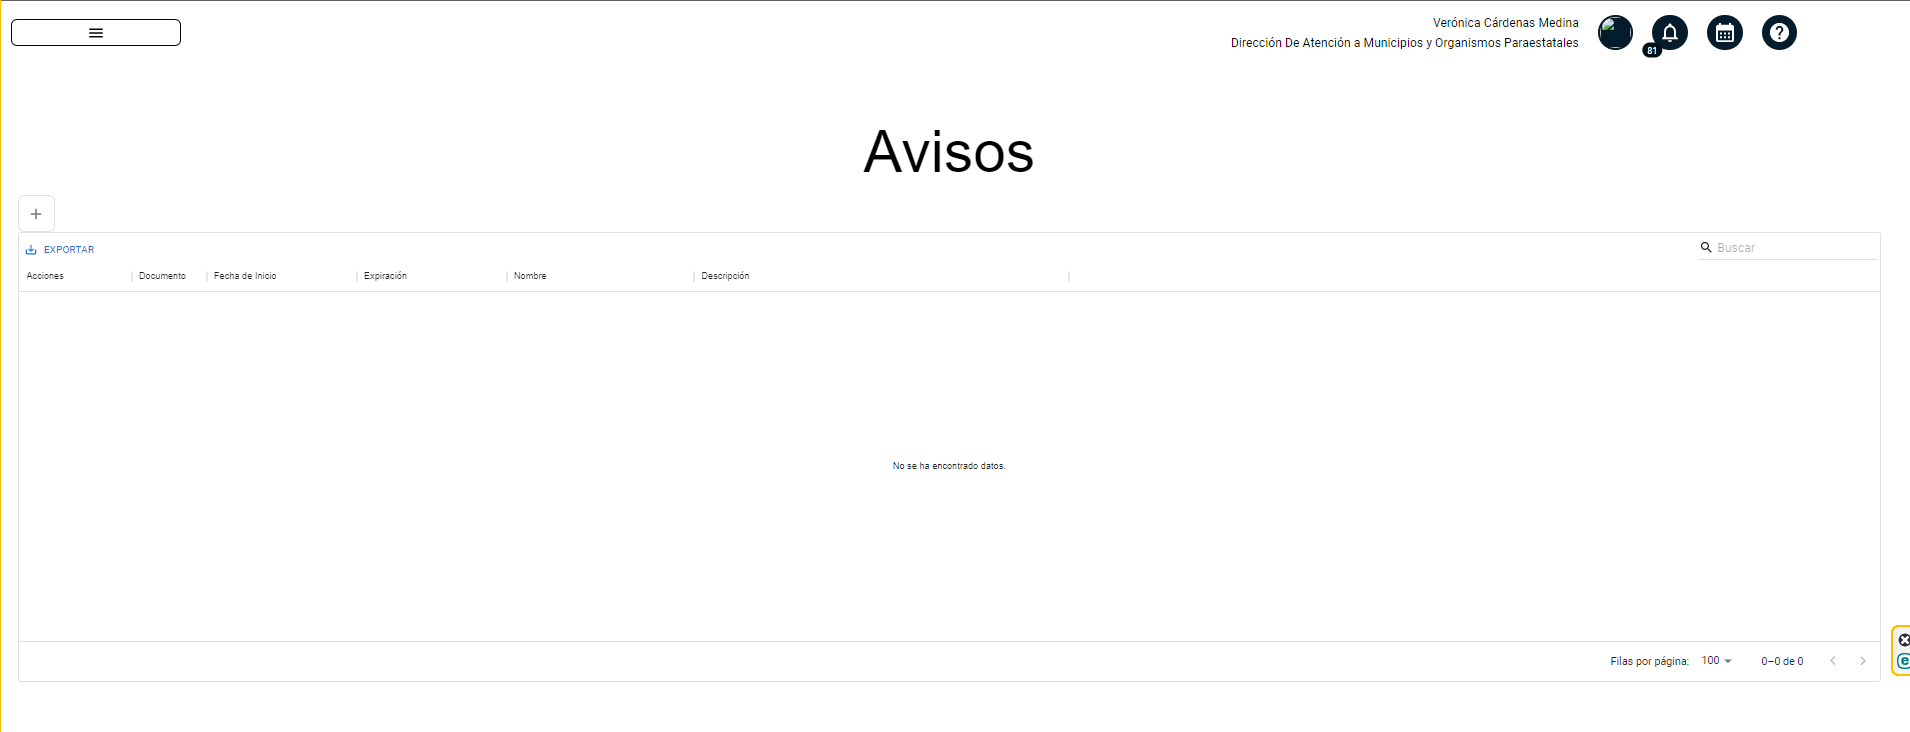 Verónica Cárdenas Medina
Dirección De Atención a Municipios y Organismos Paraestatales
81
Avisos
EXPORTAR
Buscar
Acciones Documento Fecha de Inicio Expiración Nombre Descripción
No se ha encontrado datos.
Filas por página: 100 0–0 de 0